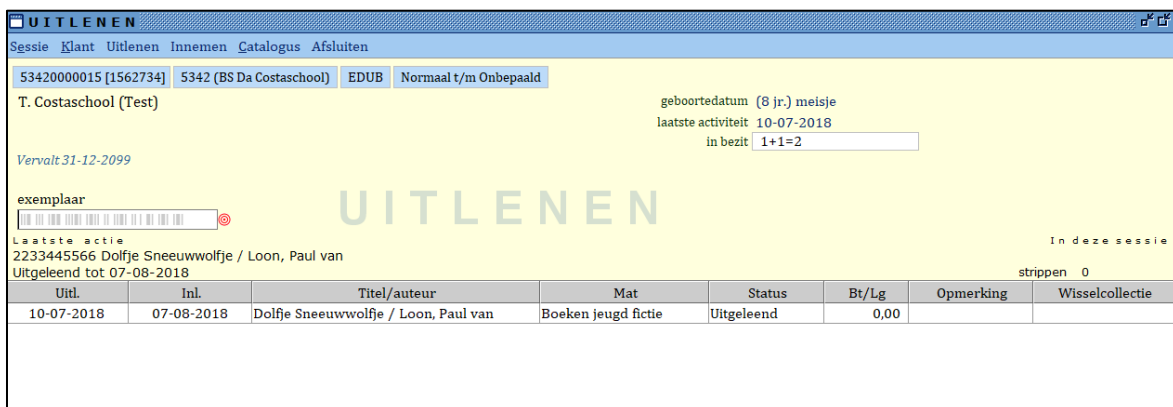 UITLENEN
Sessie Klant Uitlenen Innemen Catalogus Afsluiten
53420000015 [1562734] 5342 (BS Da Costaschool) EDUB Normaal t/m Onbepaald
T. Costaschool (Test)
geboortedatum (8 jr.) meisje
laatste activiteit 10-07-2018
in bezit 1+1=2
Vervalt 31-12-2099
exemplaar
UITLENEN
Laatste actie In deze sessie
2233445566 Dolfje Sneeuwwolfje / Loon, Paul van
Uitgeleend tot 07-08-2018 strippen 0
Uitl. Inl. Titel/auteur Mat Status Bt/Lg Opmerking Wisselcollectie
10-07-2018 07-08-2018 Dolfje Sneeuwwolfje / Loon, Paul van Boeken jeugd fictie Uitgeleend 0,00